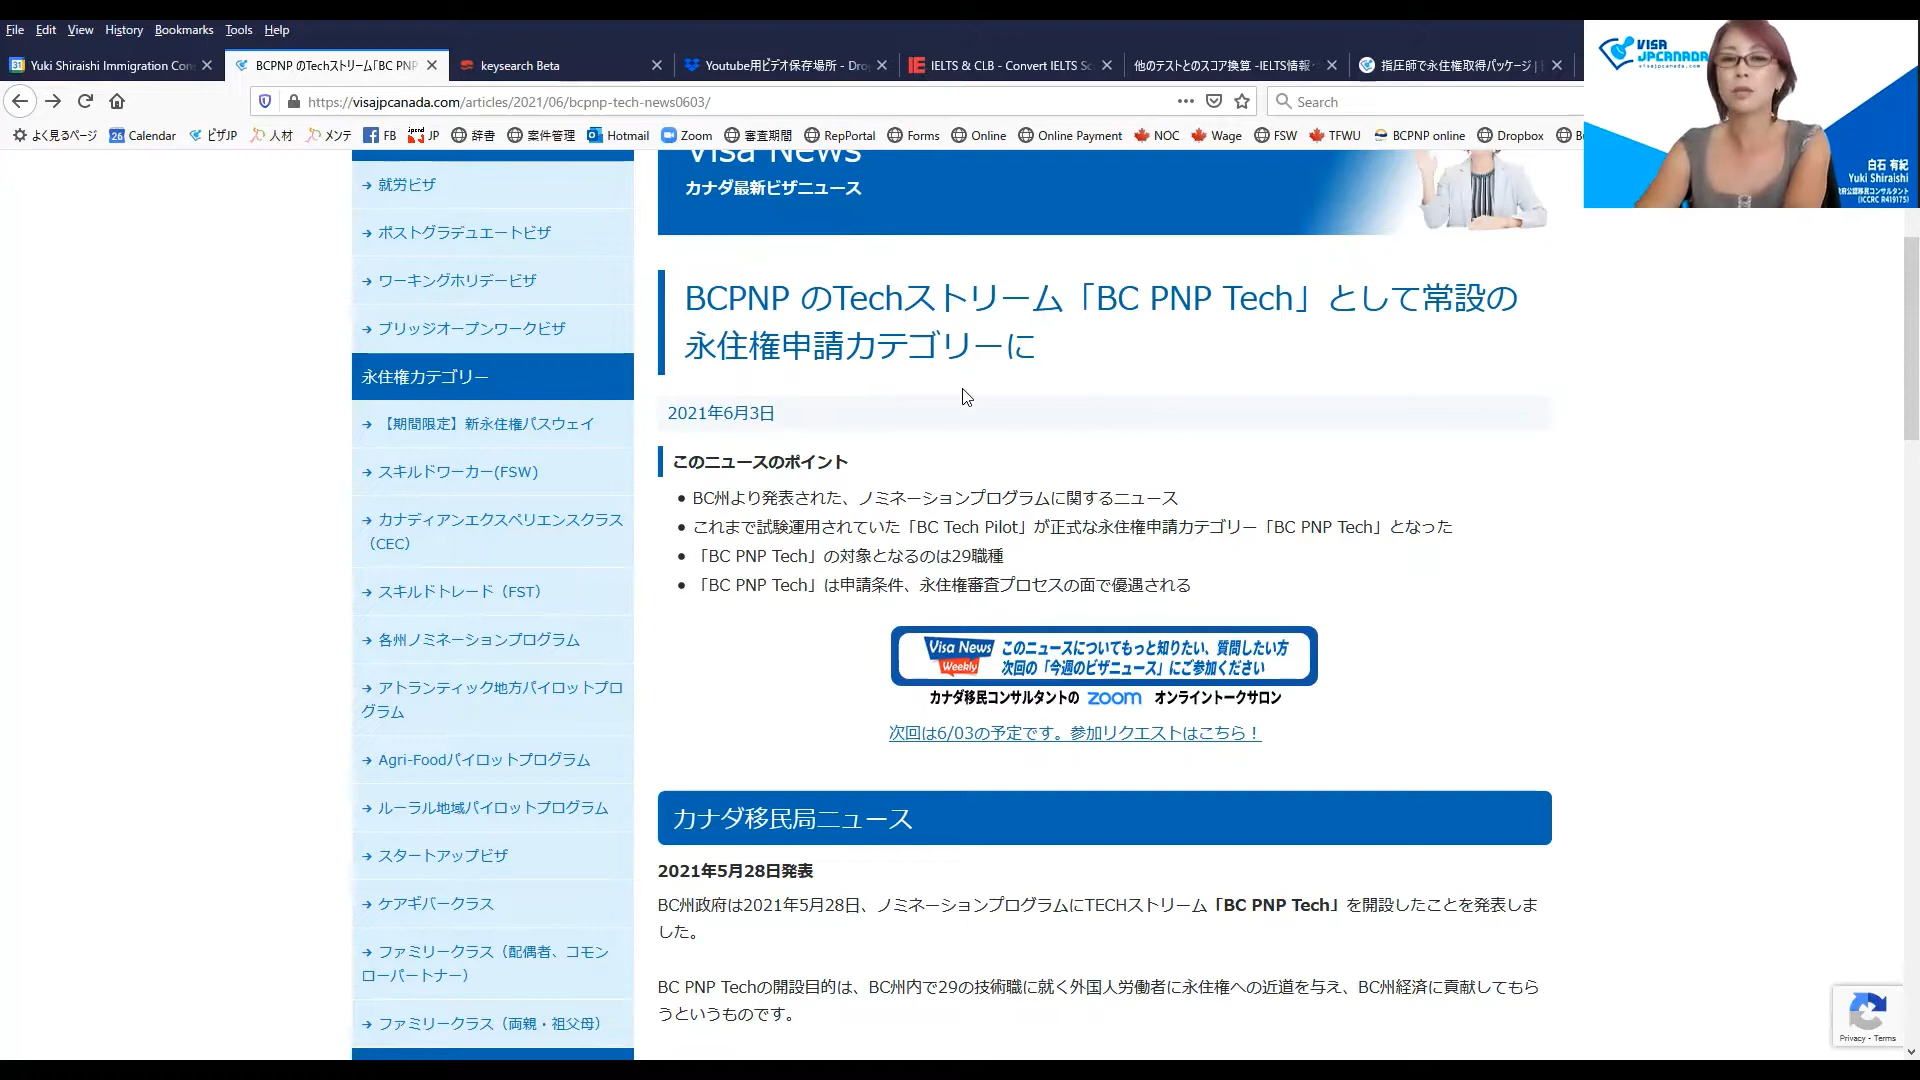 File Edit View History Bookmarks Tools Help
Yuki Shiraishi Immigration Con
BCPNP のTechストリーム「BC PNP
keysearch Beta
Youtube用ビデオ保存場所 - Dro
IELTS & CLB - Convert IELTS Sc
他のテストとのスコア換算 -IELTS情報
指圧師で永住権取得パッケージ |
https://visajpcanada.com/articles/2021/06/bcpnp-tech-news0603/
Search
よく見るページ 26 Calendar ビザJP 人材 メンテ FB JP 辞書 案件管理 Hotmail Zoom 審査期間 RepPortal Forms Online Online Payment NOC Wage FSW TFWU BCPNP online Dropbox
VISA
JPCANADA
visajpcanada.com
白石 有紀
Yuki Shiraishi
政府公認移民コンサルタント
(ICCRC R419175)
就労ビザ
ポストグラデュエートビザ
ワーキングホリデービザ
ブリッジオープンワークビザ
永住権カテゴリー
【期間限定】新永住権パスウェイ
スキルドワーカー(FSW)
カナディアンエクスペリエンスクラス
（CEC）
スキルドトレード（FST）
各州ノミネーションプログラム
アトランティック地方パイロットプロ
グラム
Agri-Foodパイロットプログラム
ルーラル地域パイロットプログラム
スタートアップビザ
ケアギバークラス
ファミリークラス（配偶者、コモン
ローパートナー）
ファミリークラス（両親・祖父母）
Visa News
カナダ最新ビザニュース
BCPNP のTechストリーム「BC PNP Tech」として常設の
永住権申請カテゴリーに
2021年6月3日
このニュースのポイント
● BC州より発表された、ノミネーションプログラムに関するニュース
● これまで試験運用されていた「BC Tech Pilot」が正式な永住権申請カテゴリー「BC PNP Tech」となった
● 「BC PNP Tech」の対象となるのは29職種
● 「BC PNP Tech」は申請条件、永住権審査プロセスの面で優遇される
Visa News
Weekly
このニュースについてもっと知りたい、質問したい方
次回の「今週のビザニュース」にご参加ください
カナダ移民コンサルタントの zoom オンライントークサロン
次回は6/03の予定です。参加リクエストはこちら！
カナダ移民局ニュース
2021年5月28日発表
BC州政府は2021年5月28日、ノミネーションプログラムにTECHストリーム「BC PNP Tech」を開設したことを発表しま
した。
BC PNP Techの開設目的は、BC州内で29の技術職に就く外国人労働者に永住権への近道を与え、BC州経済に貢献してもら
うというものです。
Privacy - Terms